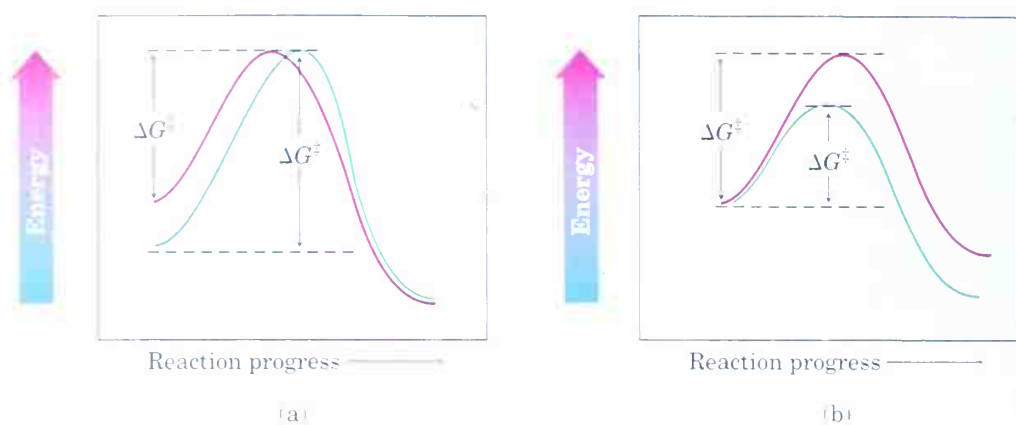 Energy
ΔG‡
ΔG‡
Reaction progress
(a)
Energy
ΔG‡
ΔG‡
Reaction progress
(b)